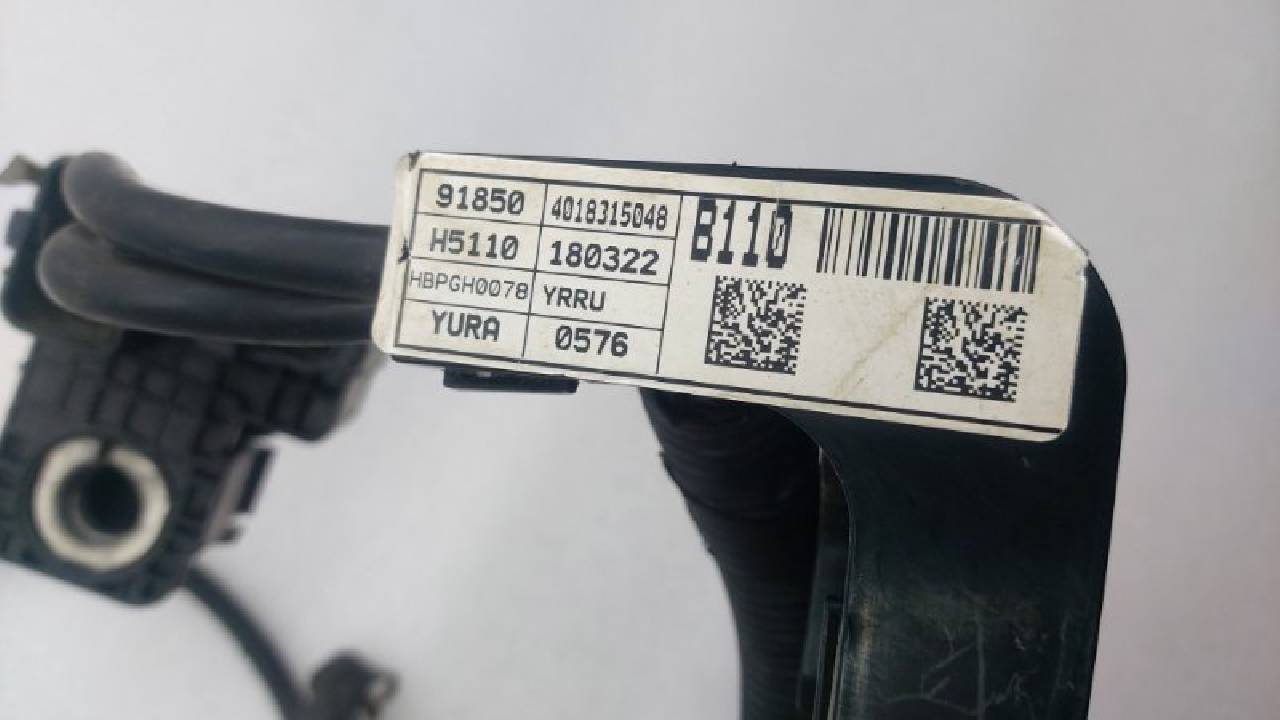 91850 4018315048 B110
H5110 180322
HBPGH0078 YRRU
YURA 0576